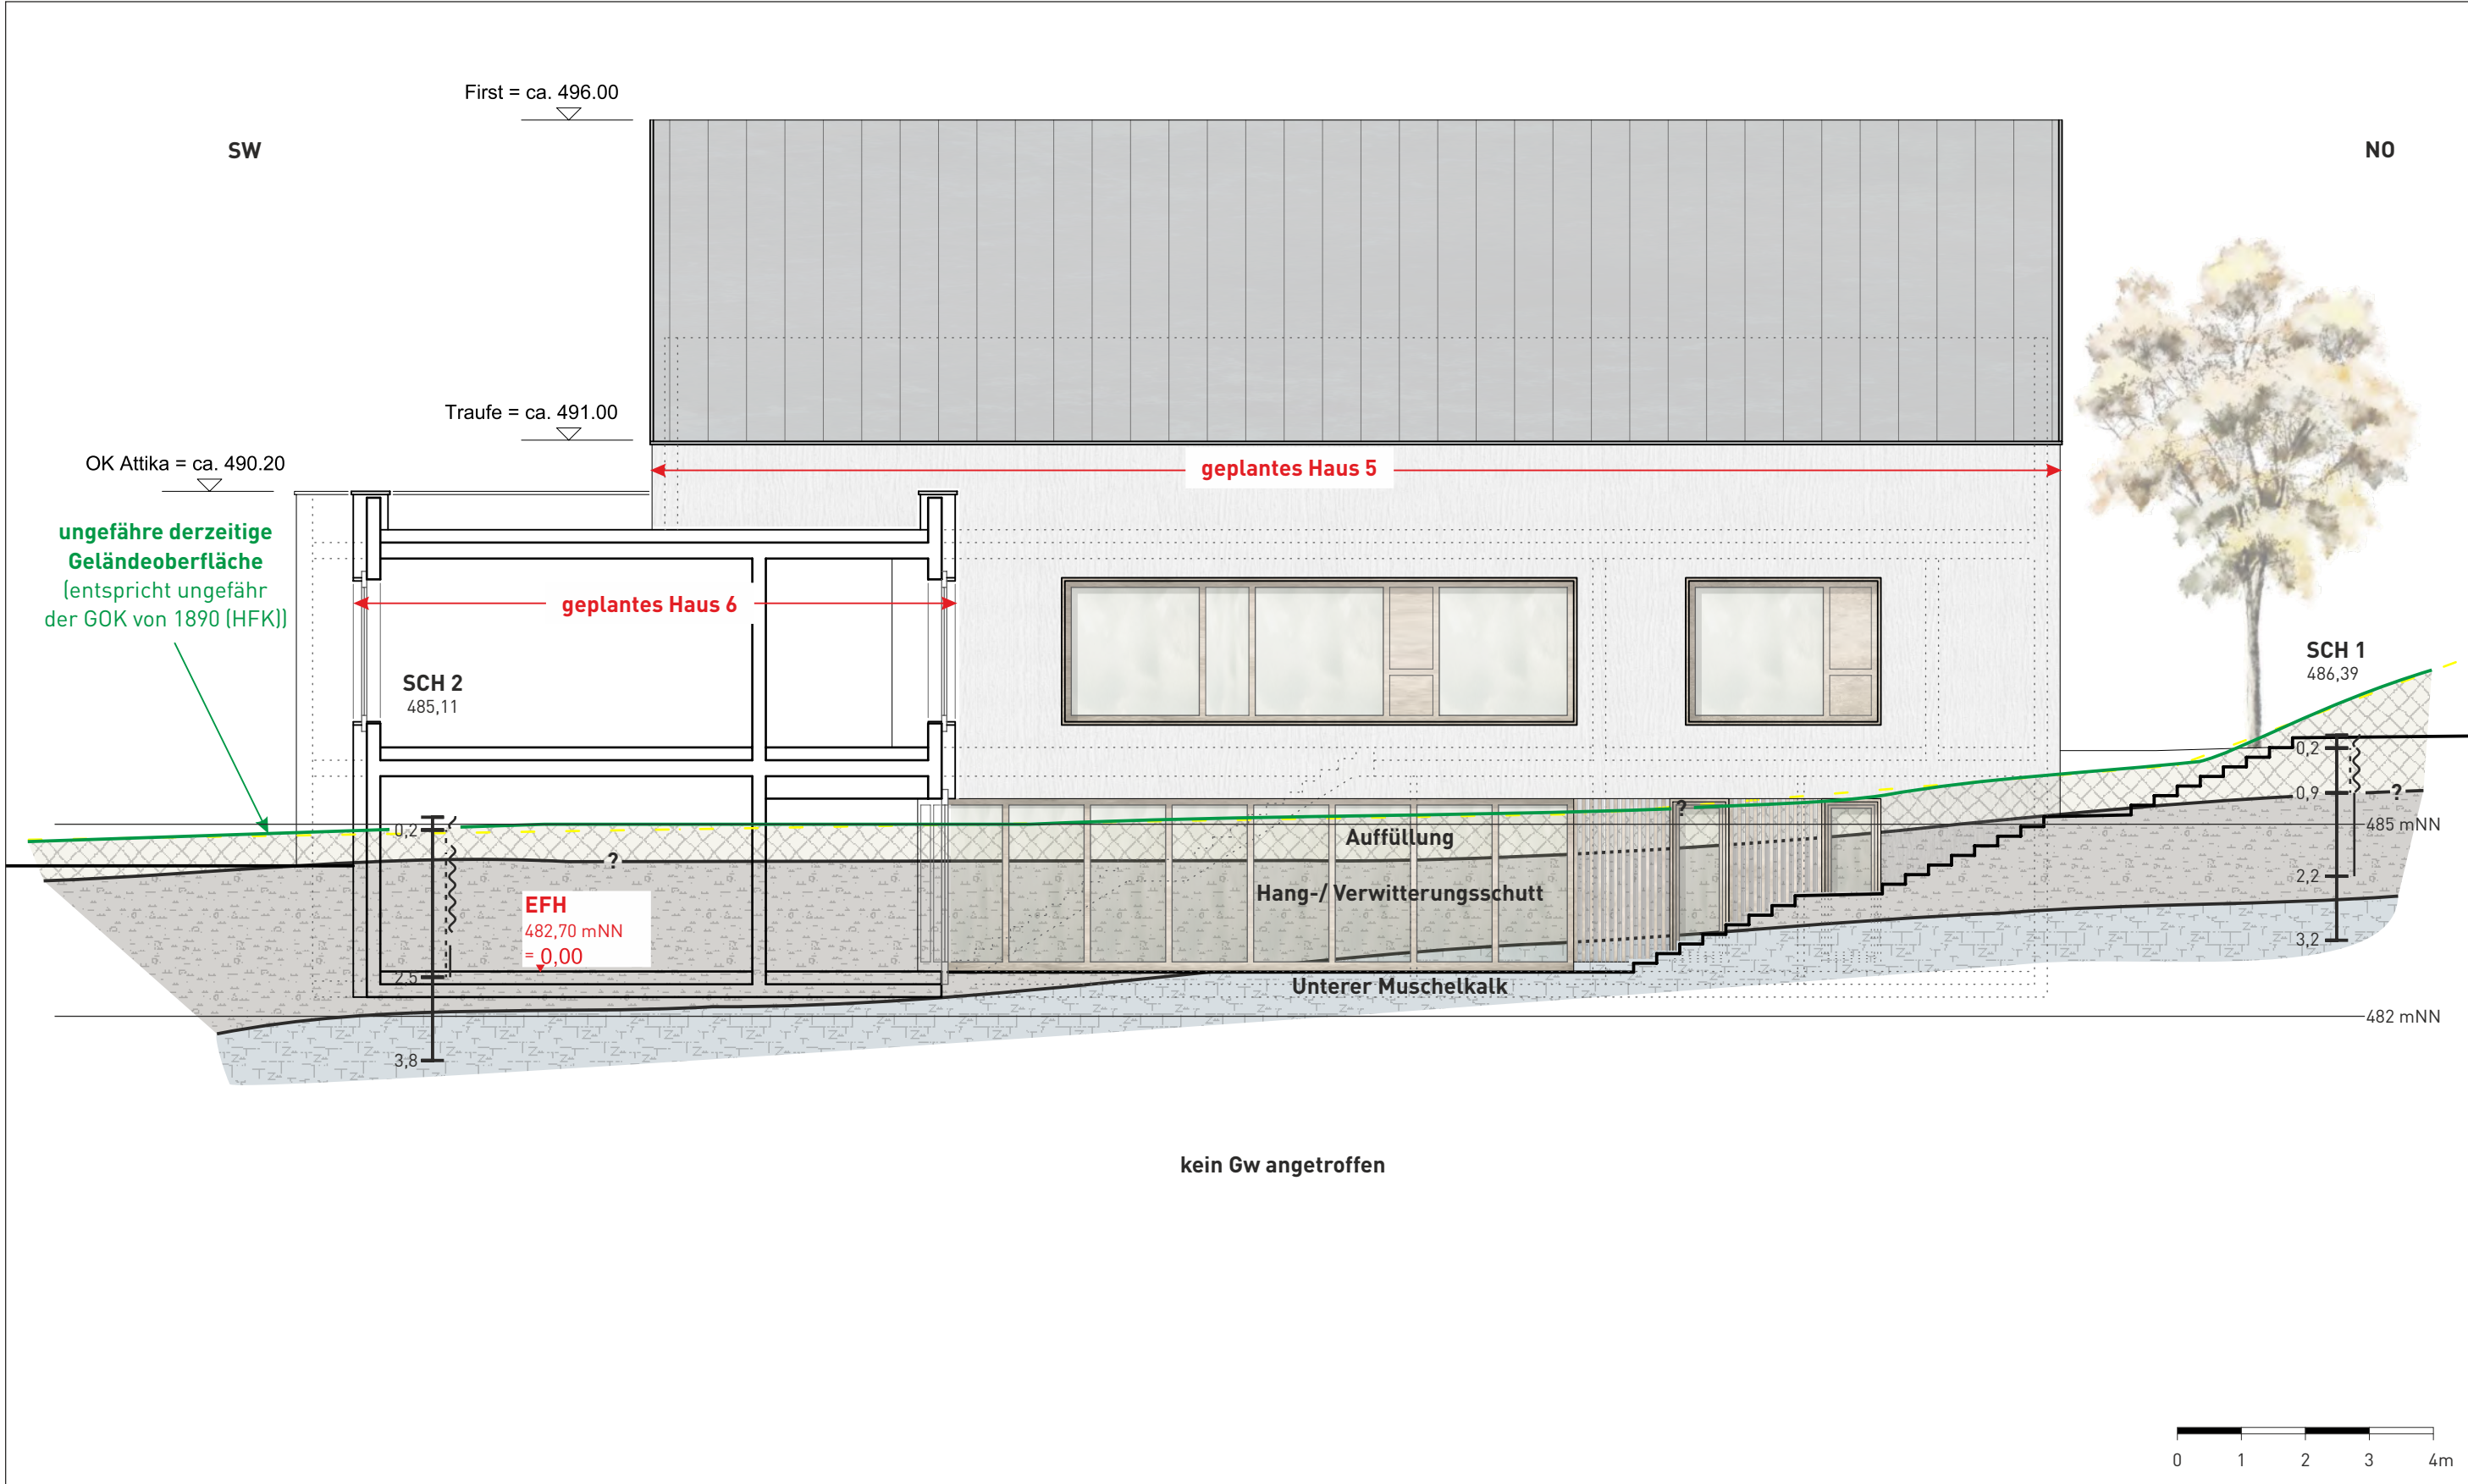 First = ca. 496.00
SW
NO
Traufe = ca. 491.00
OK Attika = ca. 490.20
geplantes Haus 5
ungefähre derzeitige
Geländeoberfläche
(entspricht ungefähr
der GOK von 1890 (HFK))
geplantes Haus 6
SCH 2
485,11
SCH 1
486,39
0,2
0,9
?
485 mNN
2,2
3,2
0,2
?
?
Auffüllung
Hang-/ Verwitterungsschutt
EFH
482,70 mNN
= 0,00
2,5
Unterer Muschelkalk
482 mNN
3,8
kein Gw angetroffen
0 1 2 3 4m